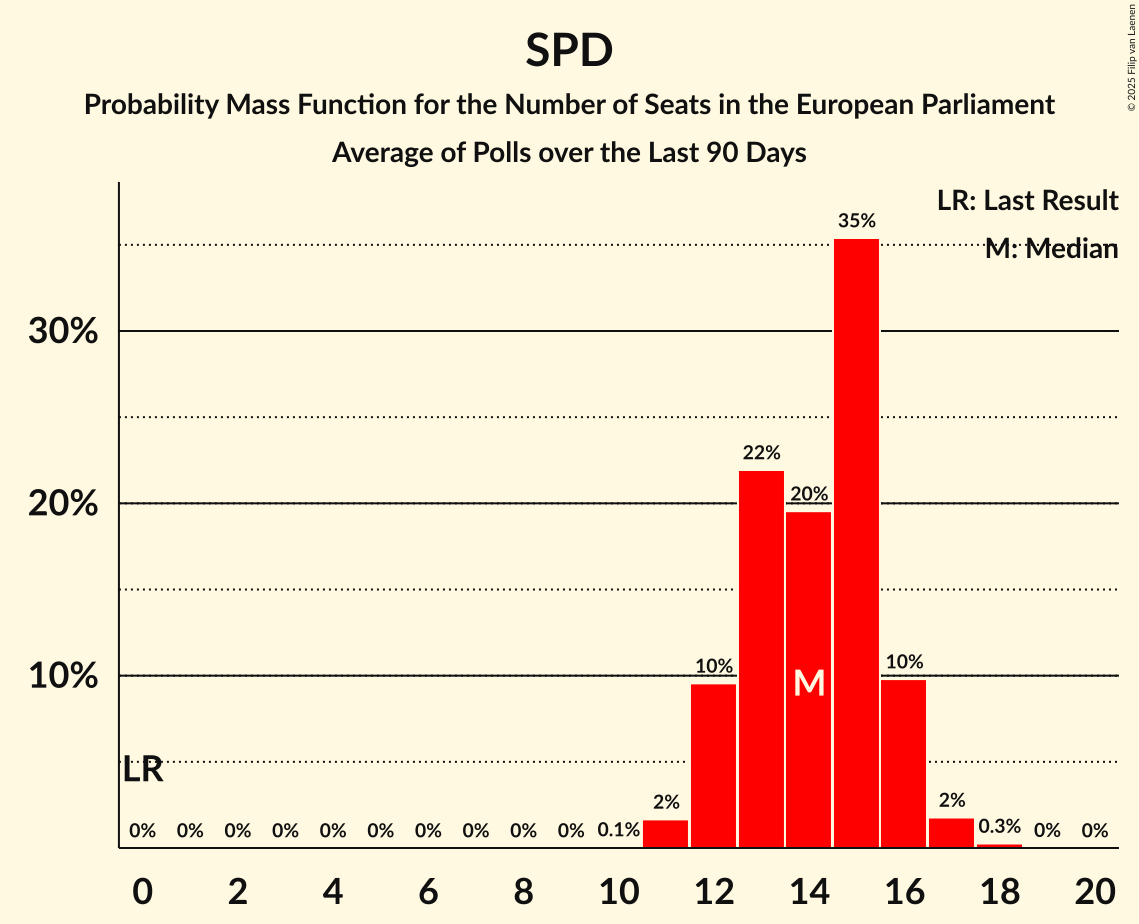 SPD
Probability Mass Function for the Number of Seats in the European Parliament
Average of Polls over the Last 90 Days
© 2025 Filip van Laenen
LR: Last Result
M: Median
35%
30%
22%
20%
20%
10%
10%
10%
M
LR
0% 0% 0% 0% 0% 0% 0% 0% 0% 0% 0.1% 2% 2% 0.3% 0% 0%
0 2 4 6 8 10 12 14 16 18 20